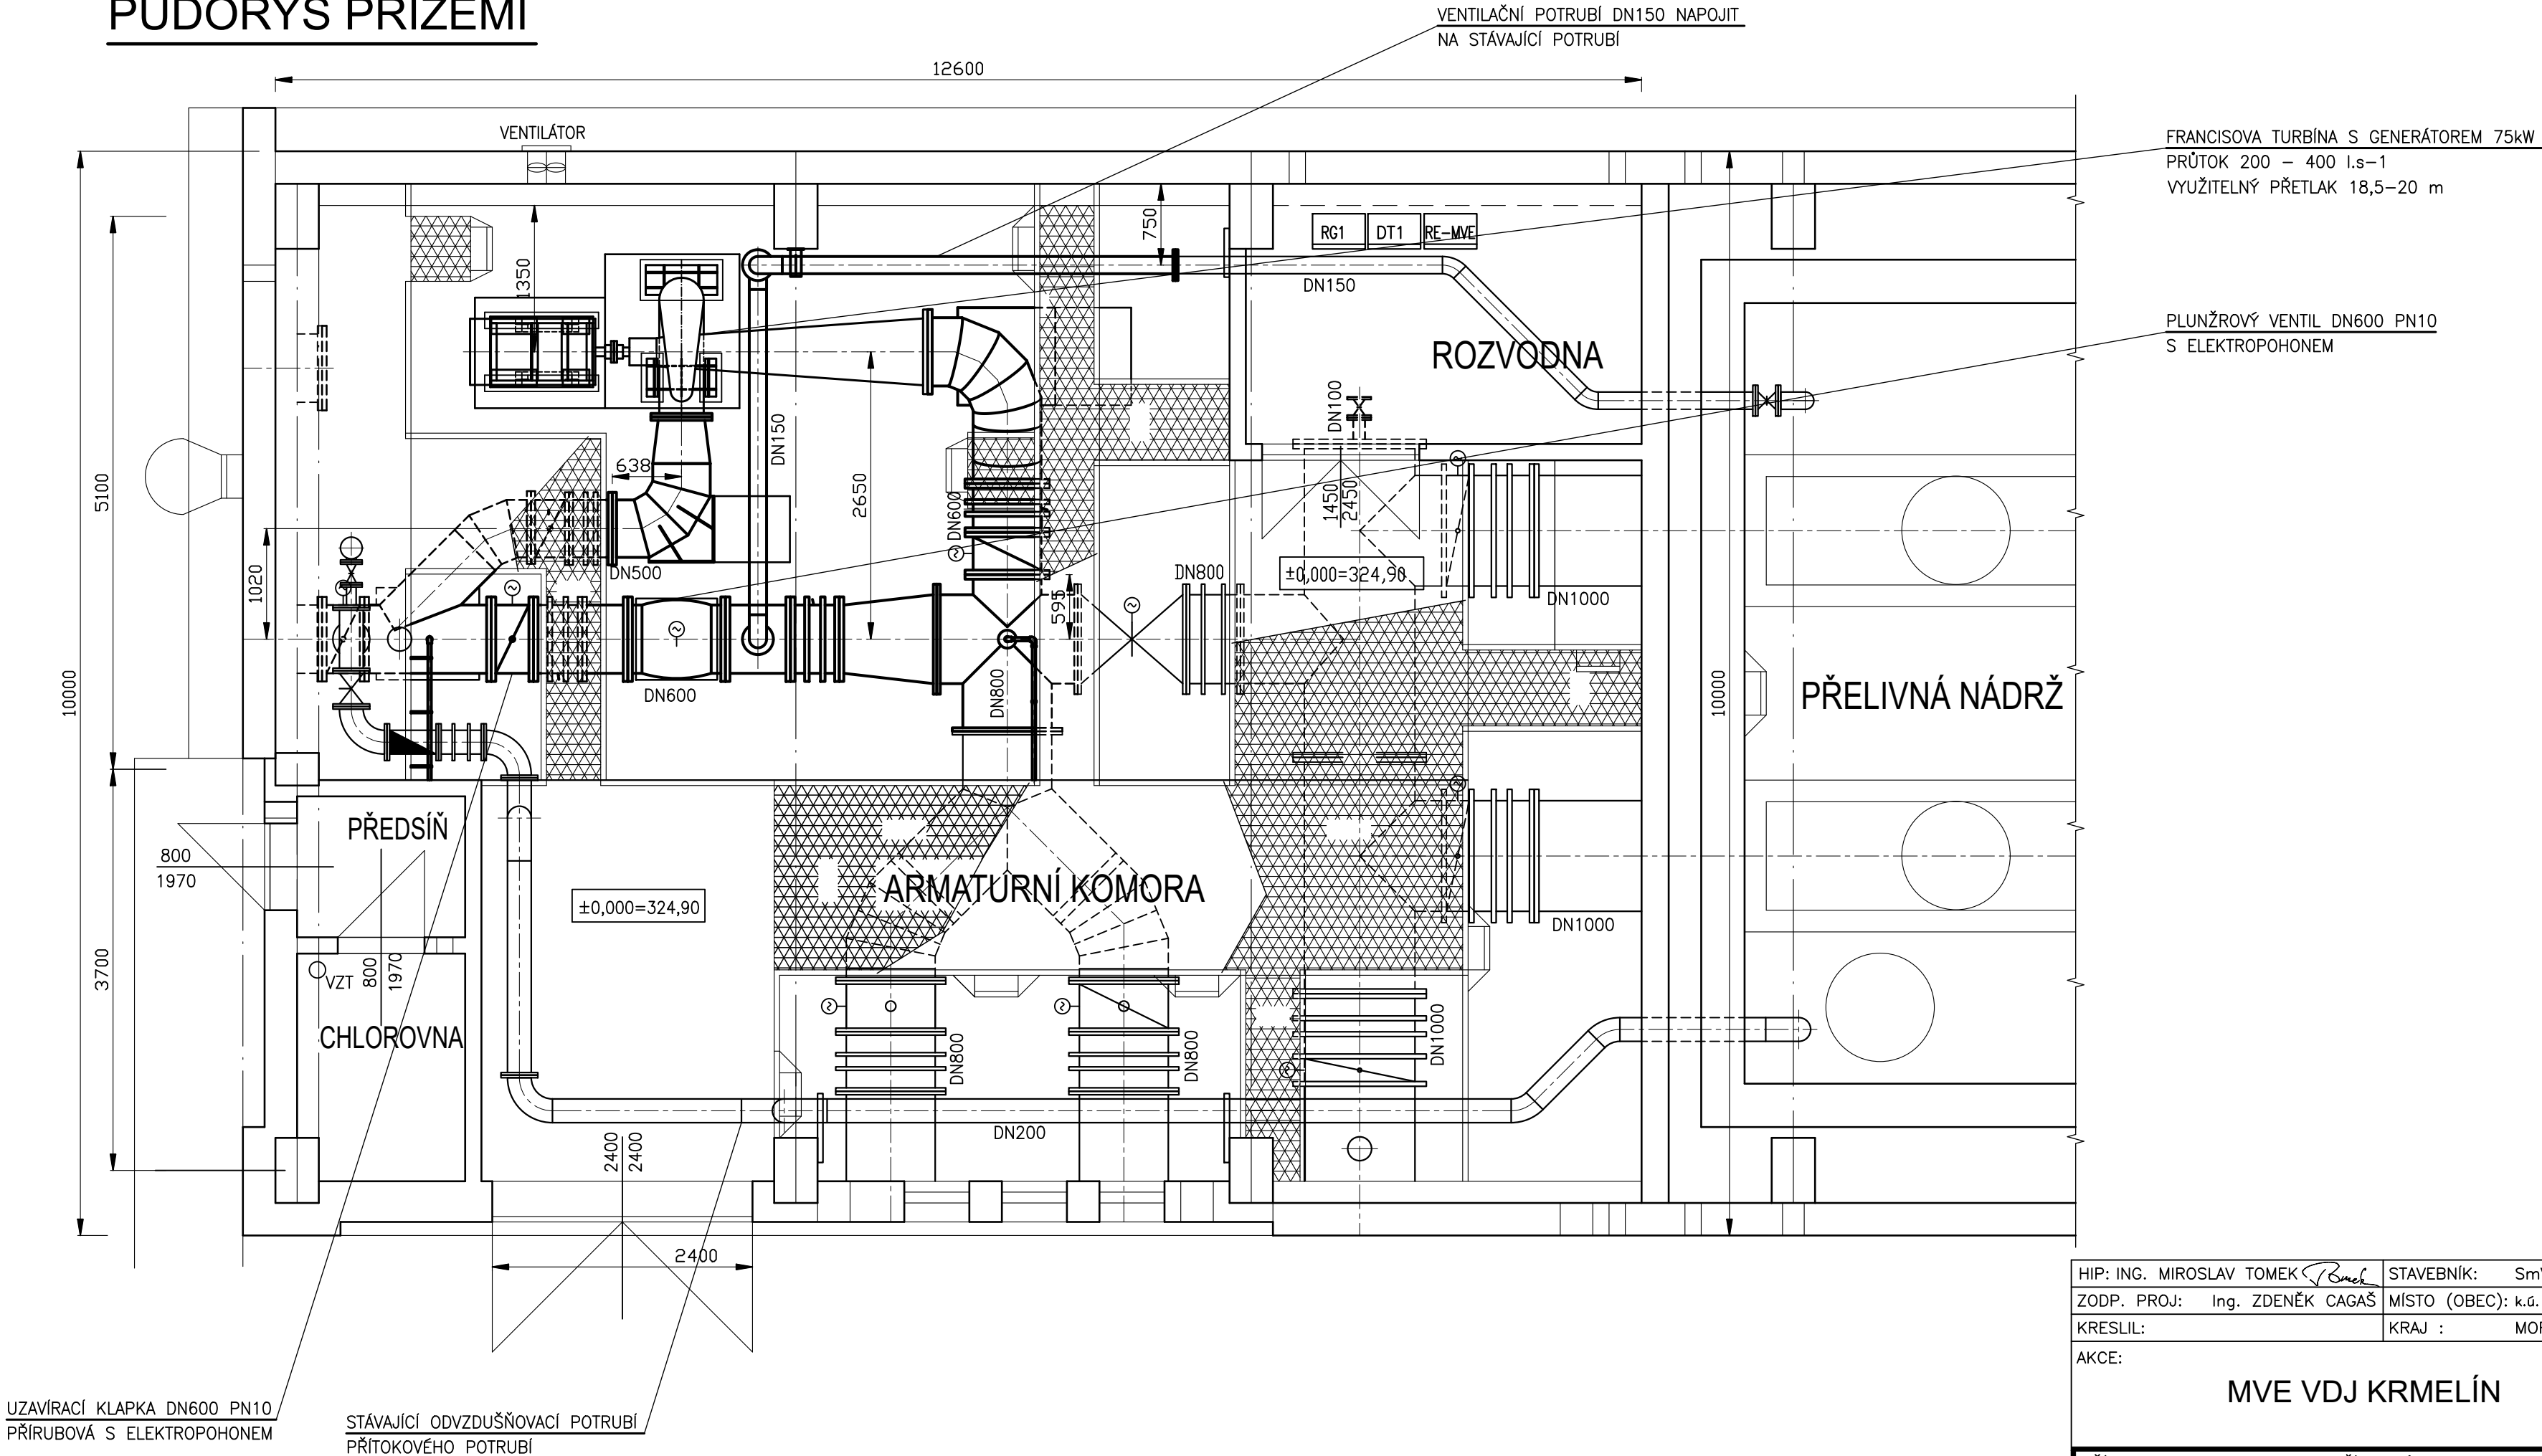 PŮDORYS PŘÍZEMÍ
VENTILAČNÍ POTRUBÍ DN150 NAPOJIT
NA STÁVAJÍCÍ POTRUBÍ
12600
VENTILÁTOR
FRANCISOVA TURBÍNA S GENERÁTOREM 75kW
PRŮTOK 200 – 400 l.s–1
VYUŽITELNÝ PŘETLAK 18,5–20 m
750
RG1
DT1
RE-MVE
1350
DN150
PLUNŽROVÝ VENTIL DN600 PN10
S ELEKTROPOHONEM
ROZVODNA
DN100
DN150
638
2650
5100
DN600
1450
2450
1020
DN500
595
DN800
±0,000=324,90
DN1000
10000
DN600
DN800
10000
PŘELIVNÁ NÁDRŽ
PŘEDSÍŇ
800
1970
ARMATURNÍ KOMORA
±0,000=324,90
DN1000
3700
VZT
800
1970
CHLOROVNA
DN800
DN800
DN1000
DN200
2400
2400
2400
HIP: ING. MIROSLAV TOMEK
STAVEBNÍK:
ZODP. PROJ: Ing. ZDENĚK CAGAŠ
MÍSTO (OBEC): k.ú.
KRESLIL:
KRAJ :
AKCE:
MVE VDJ KRMELÍN
UZAVÍRACÍ KLAPKA DN600 PN10
PŘÍRUBOVÁ S ELEKTROPOHONEM
STÁVAJÍCÍ ODVZDUŠŇOVACÍ POTRUBÍ
PŘÍTOKOVÉHO POTRUBÍ